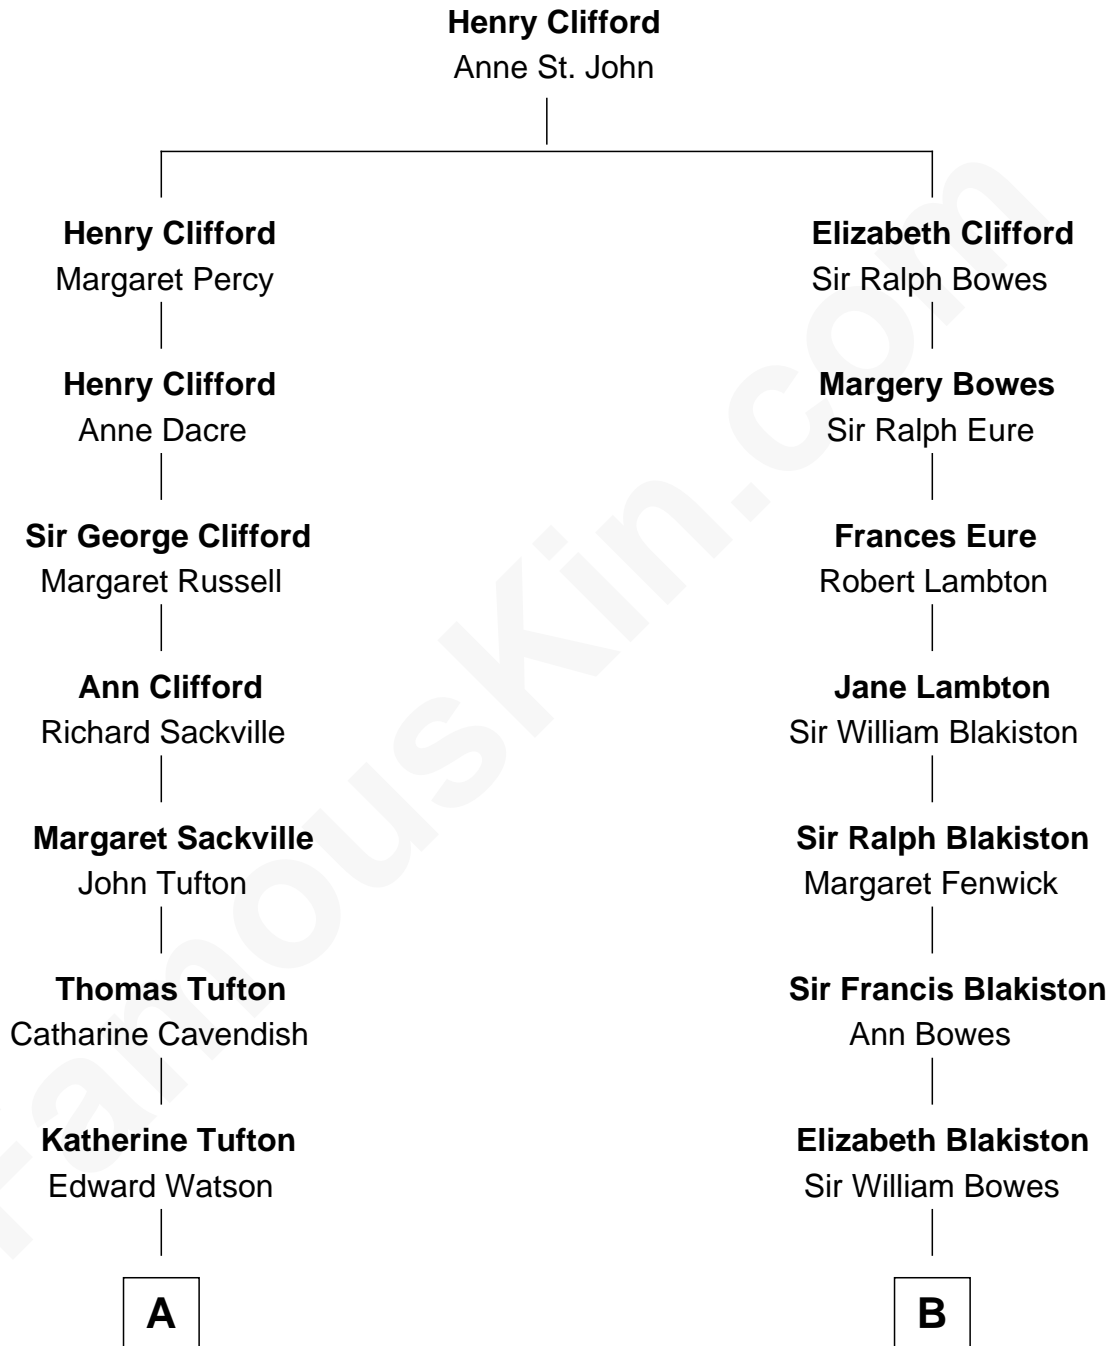 Henry Clifford
Anne St. John
Henry Clifford
Margaret Percy
Elizabeth Clifford
Sir Ralph Bowes
Henry Clifford
Anne Dacre
Margery Bowes
Sir Ralph Eure
Sir George Clifford
Margaret Russell
Frances Eure
Robert Lambton
Ann Clifford
Richard Sackville
Jane Lambton
Sir William Blakiston
Margaret Sackville
John Tufton
Sir Ralph Blakiston
Margaret Fenwick
Thomas Tufton
Catharine Cavendish
Sir Francis Blakiston
Ann Bowes
Katherine Tufton
Edward Watson
Elizabeth Blakiston
Sir William Bowes
A
B
FamousKin.com